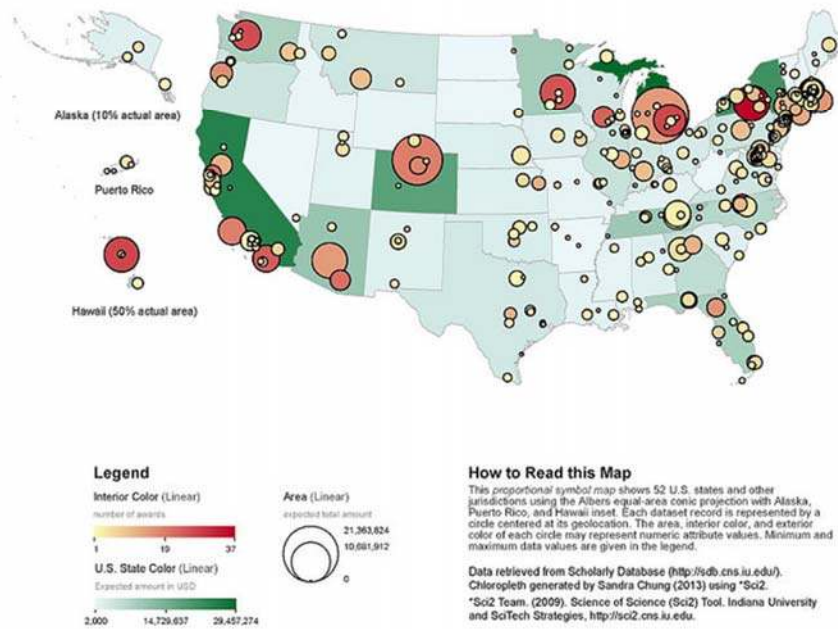 Alaska (10% actual area)
Puerto Rico
Hawaii (50% actual area)
Legend
Interior Color (Linear)
number of awards
1 19 37
U.S. State Color (Linear)
Expected amount in USD
2,000 14,729,637 29,457,274
Area (Linear)
expected total amount
21,363,824
10,681,912
0
How to Read this Map
This proportional symbol map shows 52 U.S. states and other
jurisdictions using the Albers equal-area conic projection with Alaska,
Puerto Rico, and Hawaii inset. Each dataset record is represented by a
circle centered at its geolocation. The area, interior color, and exterior
color of each circle may represent numeric attribute values. Minimum and
maximum data values are given in the legend.
Data retrieved from Scholarly Database (http://sdb.cns.iu.edu/).
Chloropleth generated by Sandra Chung (2013) using *Sci2.
*Sci2 Team. (2009). Science of Science (Sci2) Tool. Indiana University
and SciTech Strategies, http://sci2.cns.iu.edu.